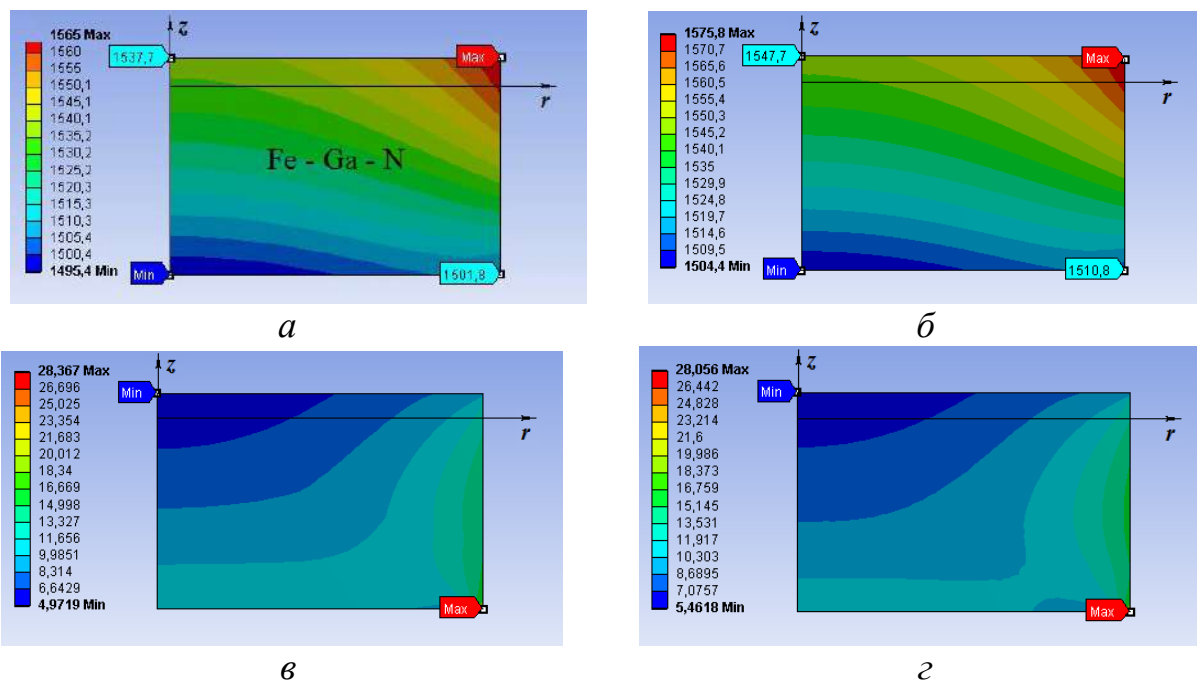 1565 Max
1560
1555
1550,1
1545,1
1540,1
1535,2
1530,2
1525,2
1520,3
1515,3
1510,3
1505,4
1500,4
1495,4 Min
z
1537,7
Max
r
Fe - Ga - N
Min
1501,8
а
1575,8 Max
1570,7
1565,6
1560,5
1555,4
1550,3
1545,2
1540,1
1535
1529,9
1524,8
1519,7
1514,6
1509,5
1504,4 Min
z
1547,7
Max
r
Min
1510,8
б
28,367 Max
26,696
25,025
23,354
21,683
20,012
18,34
16,669
14,998
13,327
11,656
9,9851
8,314
6,6429
4,9719 Min
z
Min
r
Max
в
28,056 Max
26,442
24,828
23,214
21,6
19,986
18,373
16,759
15,145
13,531
11,917
10,303
8,6895
7,0757
5,4618 Min
z
Min
r
Max
г